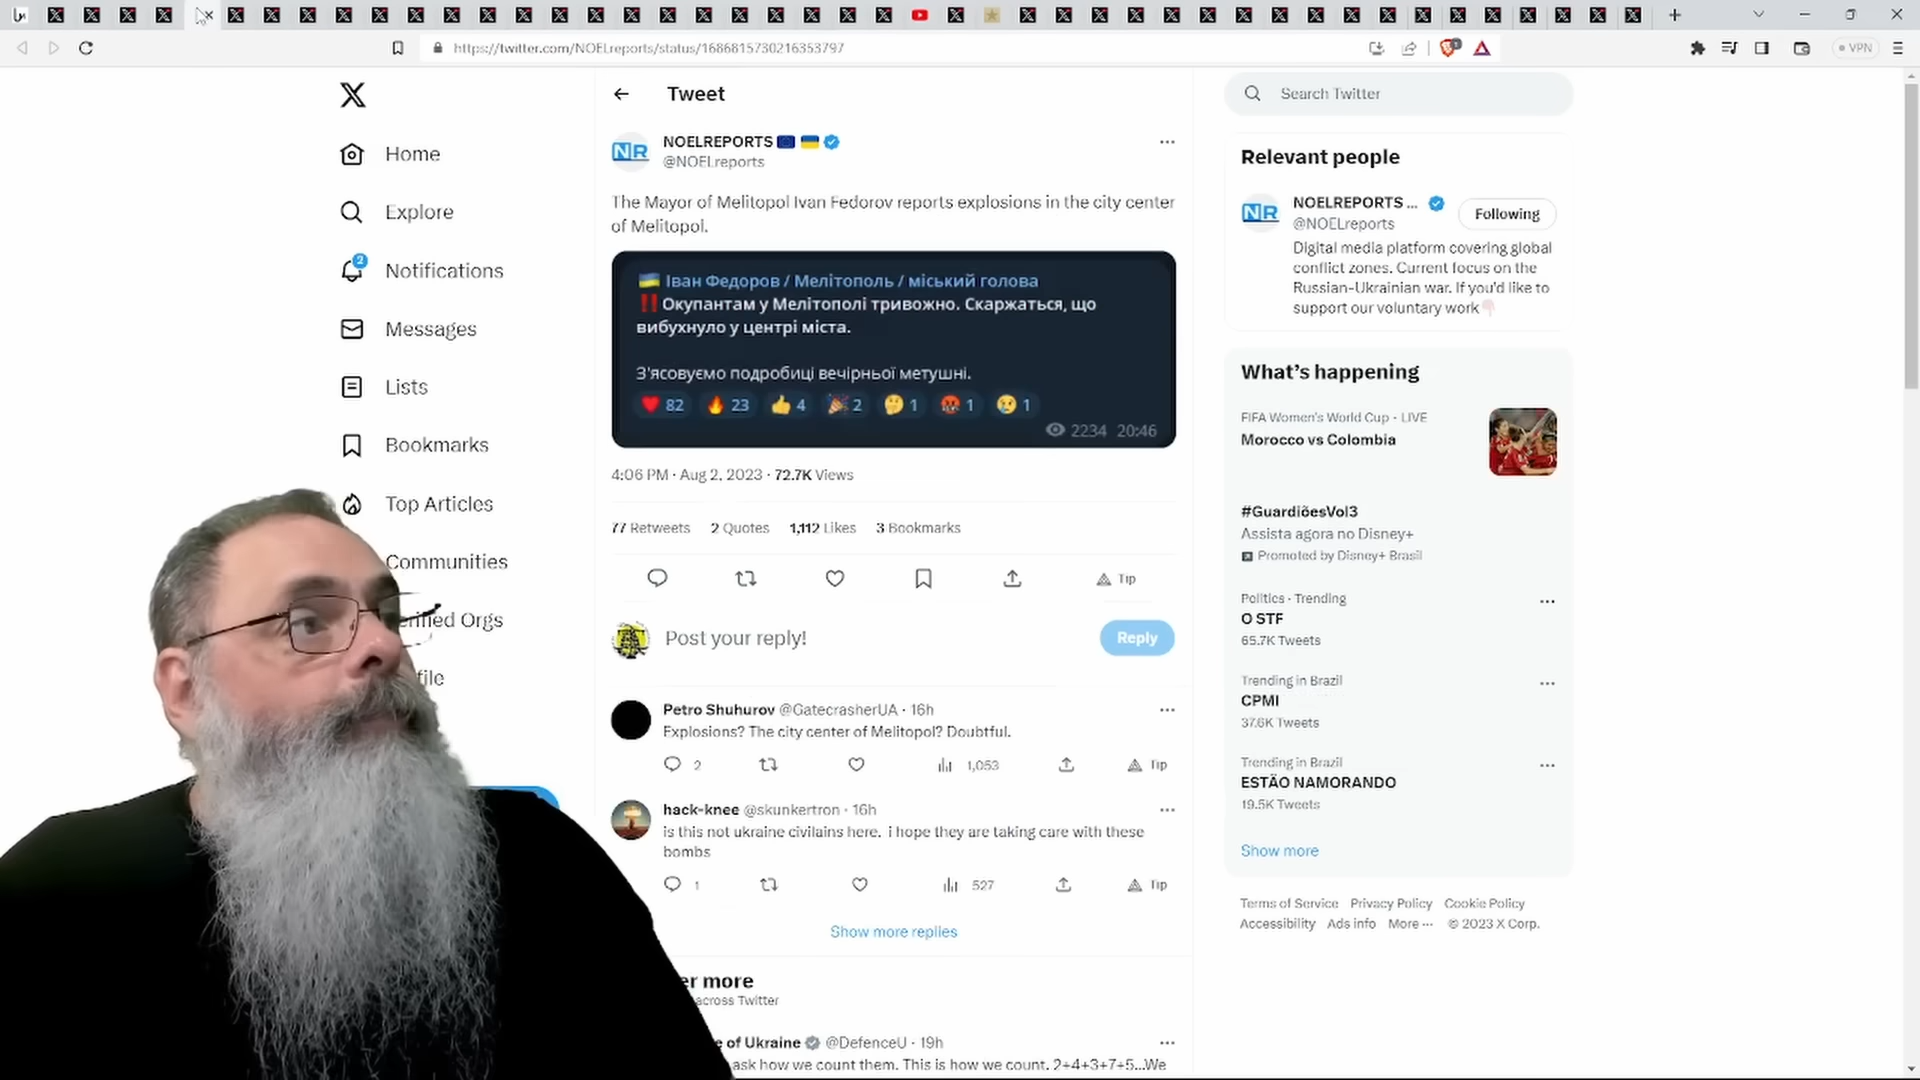 https://twitter.com/NOELreports/status/1686815730216353797
VPN
Home
Explore
2
Notifications
Messages
Lists
Bookmarks
Top Articles
Communities
Orgs
Tweet
NR
NOELREPORTS
@NOELreports
The Mayor of Melitopol Ivan Fedorov reports explosions in the city center
of Melitopol.
Іван Федоров / Мелітополь / міський голова
‼️Окупантам у Мелітополі тривожно. Скаржаться, що
вибухнуло у центрі міста.
З'ясовуємо подробиці вечірньої метушні.
82 23 4 2 1 1 1
2234 20:46
4:06 PM · Aug 2, 2023 · 72.7K Views
77 Retweets 2 Quotes 1,112 Likes 3 Bookmarks
Tip
Post your reply!
Reply
Petro Shuhurov @GatecrasherUA · 16h
Explosions? The city center of Melitopol? Doubtful.
2 1,053 Tip
hack-knee @skunkertron · 16h
is this not ukraine civilains here. i hope they are taking care with these
bombs
1 527 Tip
Show more replies
more
across Twitter
of Ukraine @DefenceU · 19h
ask how we count them. This is how we count. 2+4+3+7+5...We
Search Twitter
Relevant people
NR
NOELREPORTS ...
@NOELreports
Following
Digital media platform covering global
conflict zones. Current focus on the
Russian-Ukrainian war. If you'd like to
support our voluntary work
What's happening
FIFA Women's World Cup · LIVE
Morocco vs Colombia
#GuardiõesVol3
Assista agora no Disney+
Promoted by Disney+ Brasil
Politics · Trending
O STF
65.7K Tweets
Trending in Brazil
CPMI
37.6K Tweets
Trending in Brazil
ESTÃO NAMORANDO
19.5K Tweets
Show more
Terms of Service Privacy Policy Cookie Policy
Accessibility Ads info More ··· © 2023 X Corp.